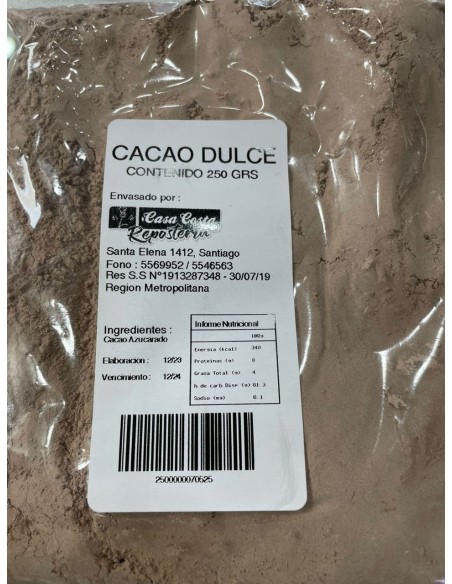 CACAO DULCE
CONTENIDO 250 GRS
Envasado por :
Casa Costa
Repostería
Santa Elena 1412, Santiago
Fono : 5569952 / 5546563
Res S.S Nº1913287348 - 30/07/19
Region Metropolitana
Ingredientes :
Cacao Azucarado
Elaboracion : 12/23
Vencimiento : 12/24
Informe Nutricional
100g
Energia (kcal) 340
Proteinas (g) 8
Grasa Total (g) 4
h de carb Disp (g) 81.3
Sodio (mg) 0.1
2500000070525